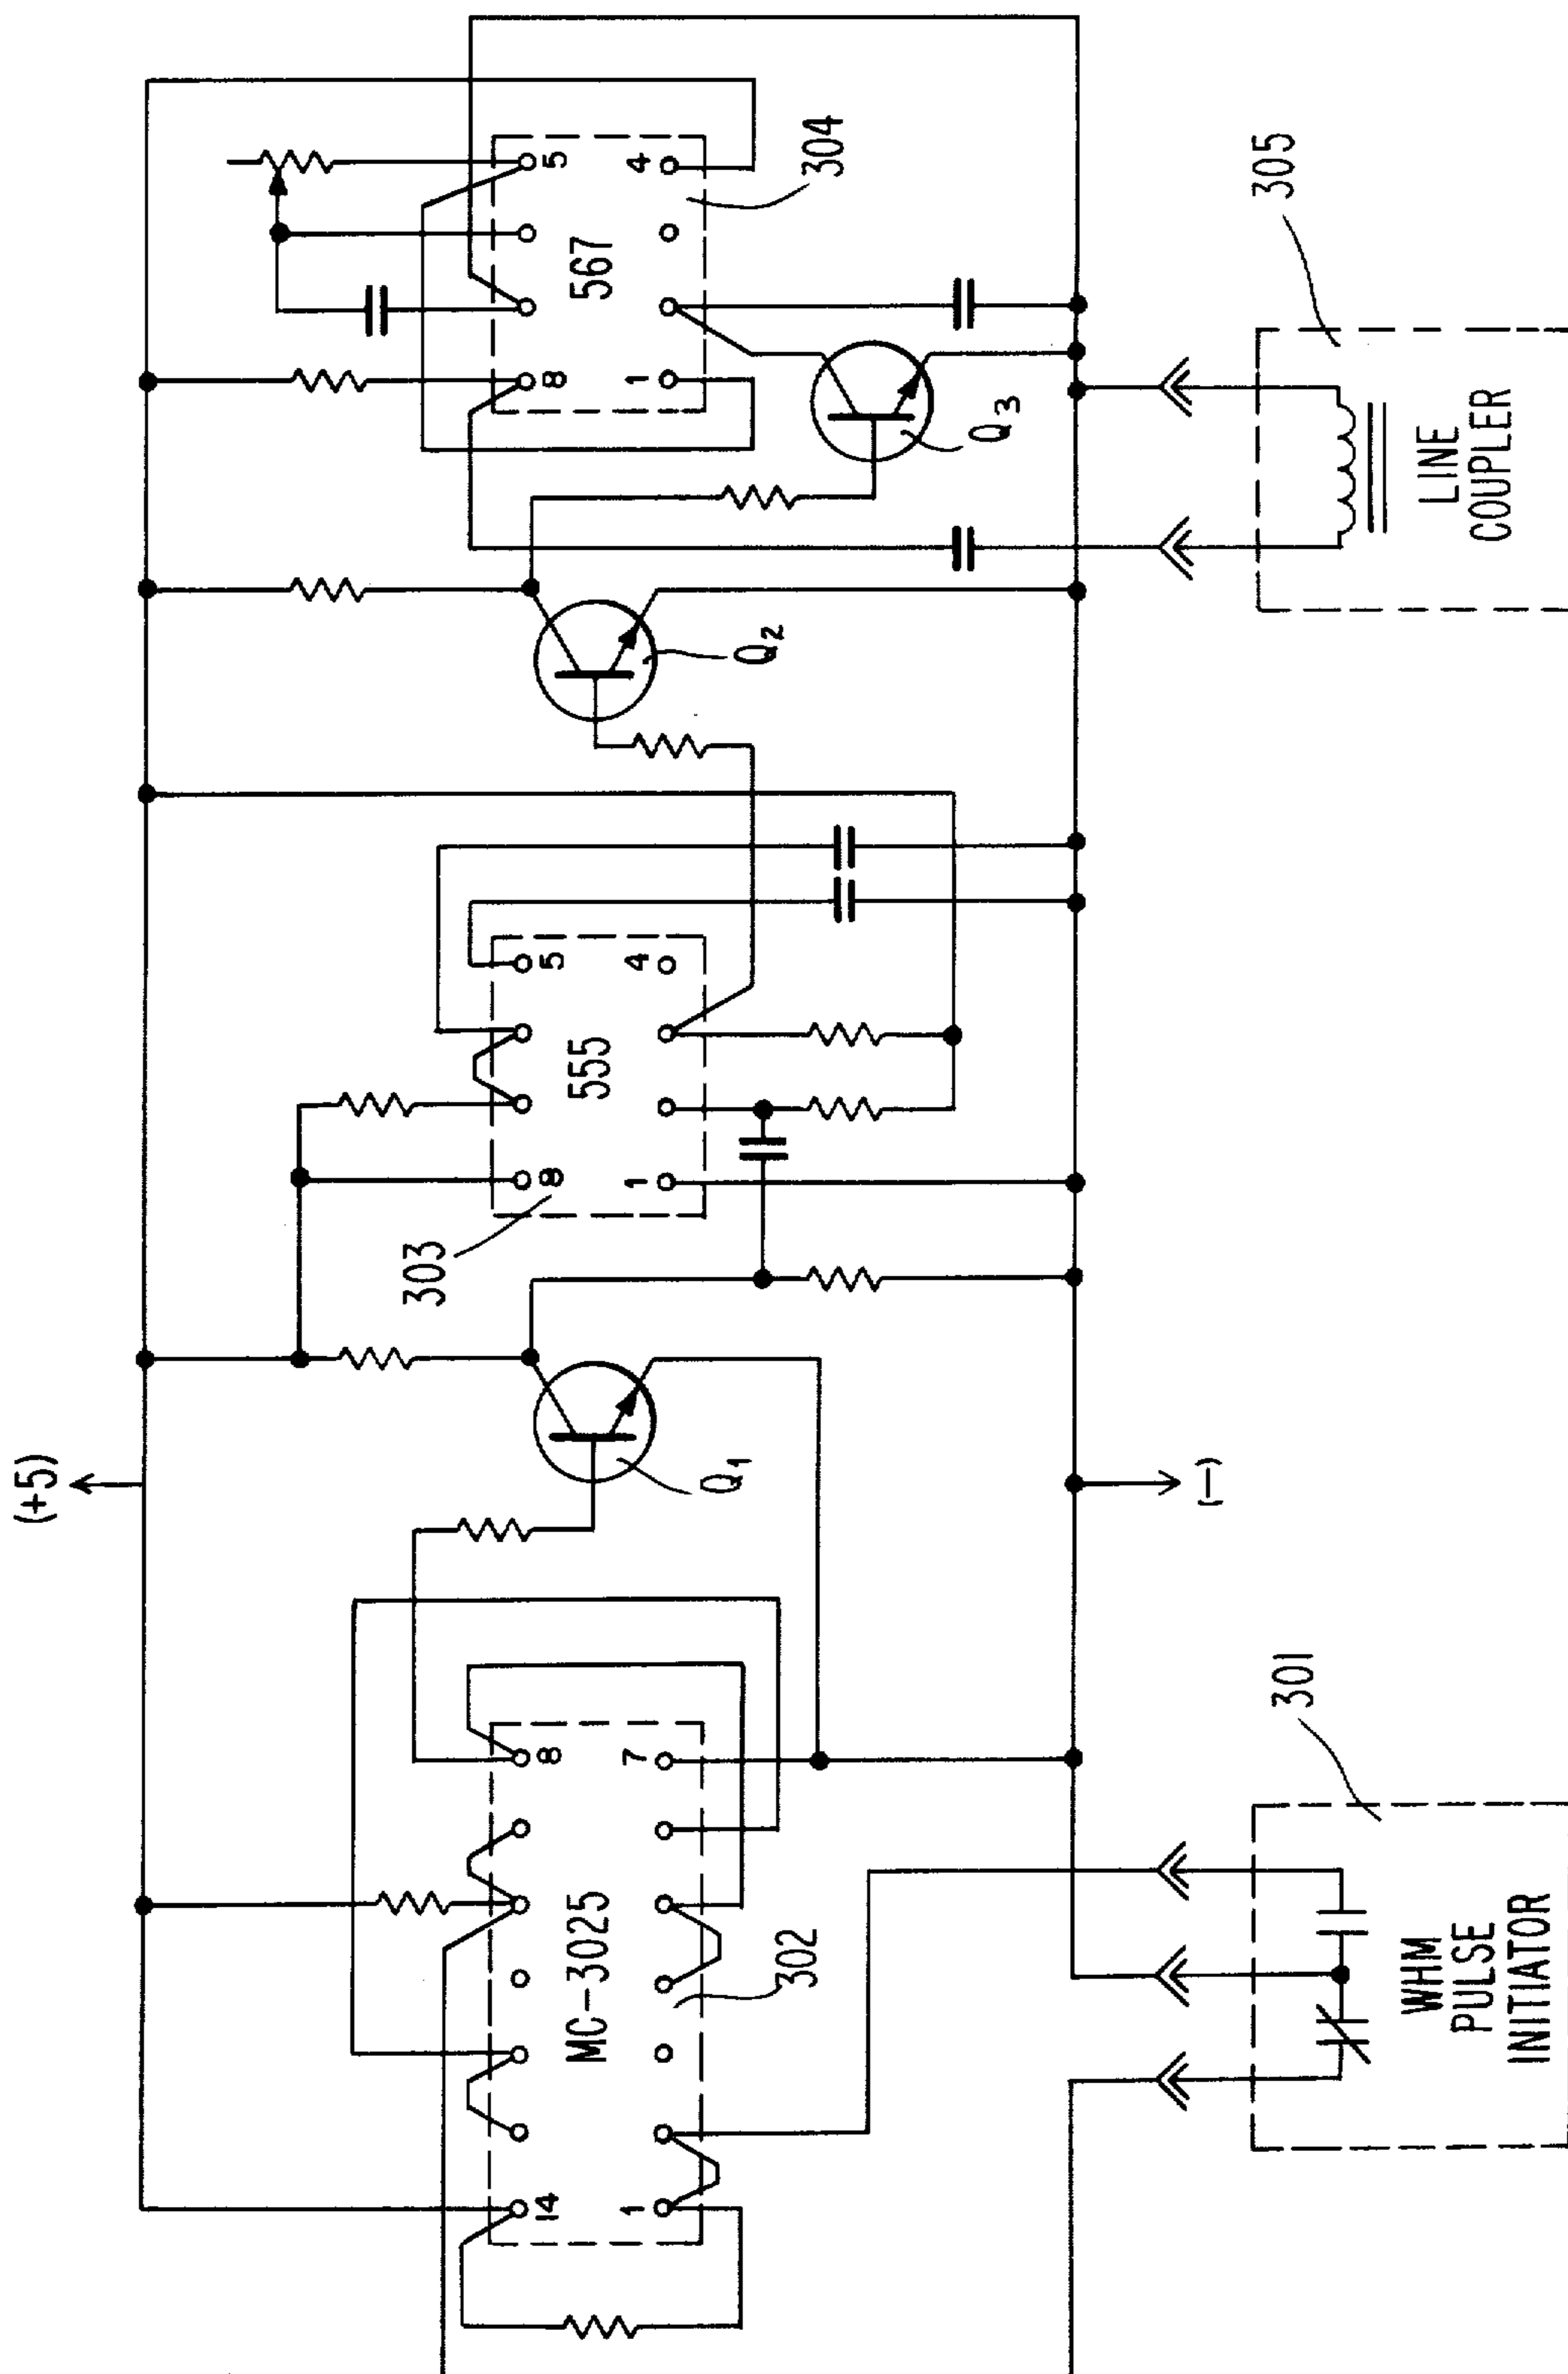 (+5)
MC-3025
14
8
1
7
302
Q1
303
555
8
5
1
4
Q2
567
8
5
1
4
304
Q3
(−)
301
WHM
PULSE
INITIATOR
305
LINE
COUPLER